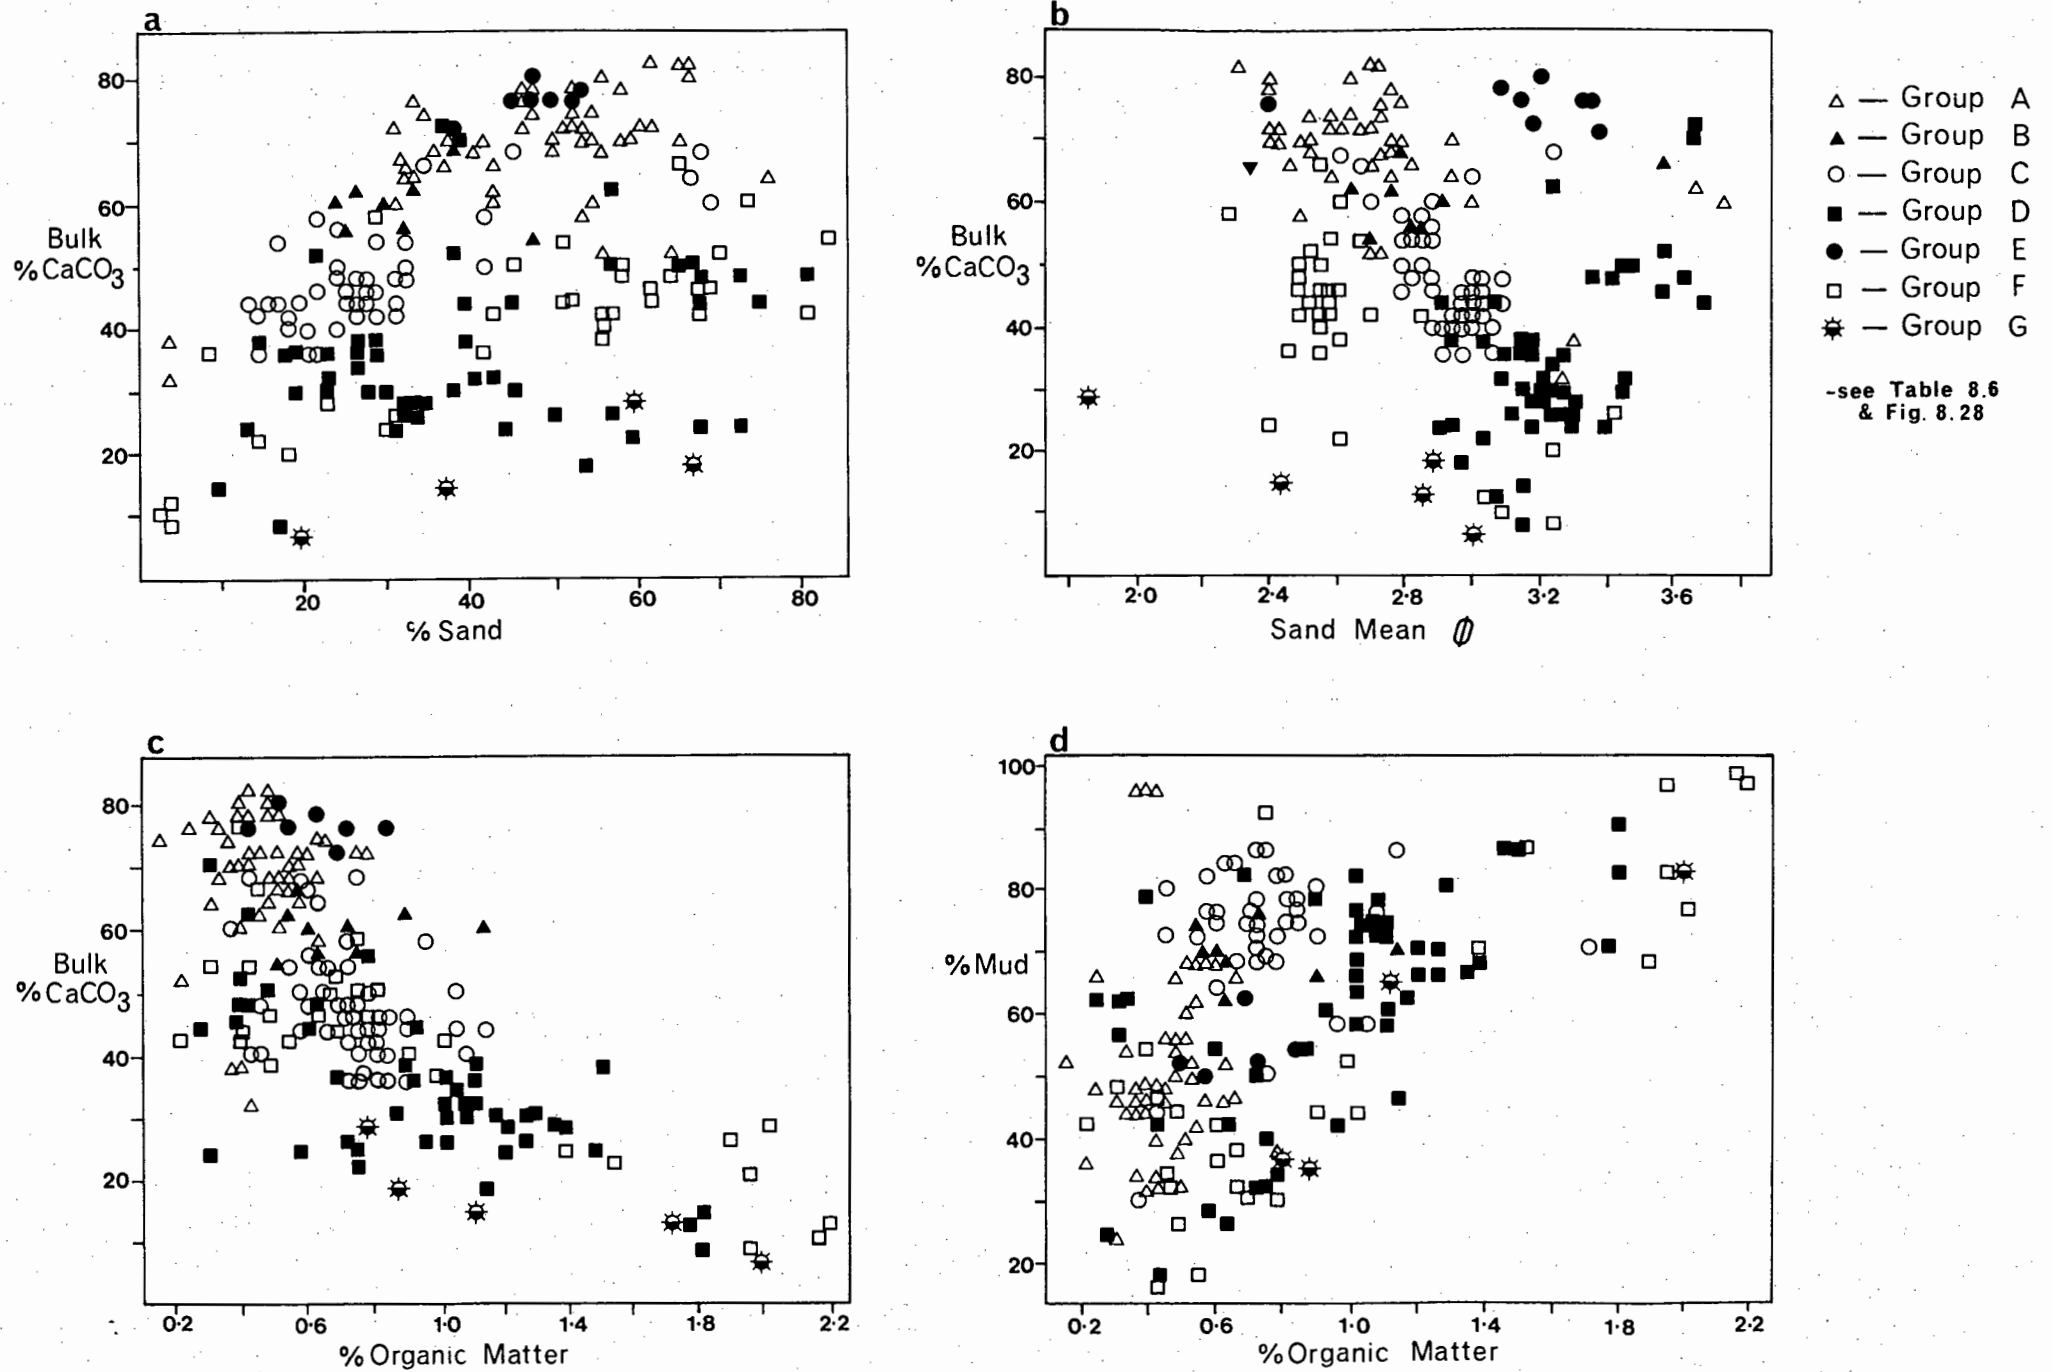 a
80
60
40
20
Bulk
% CaCO3
20 40 60 80
% Sand
b
80
60
40
20
Bulk
% CaCO3
2·0 2·4 2·8 3·2 3·6
Sand Mean Ø
△ — Group A
▲ — Group B
○ — Group C
■ — Group D
● — Group E
□ — Group F
— Group G
-see Table 8.6
& Fig. 8.28
c
80
60
40
20
Bulk
% CaCO3
0·2 0·6 1·0 1·4 1·8 2·2
% Organic Matter
d
100
80
60
40
20
% Mud
0·2 0·6 1·0 1·4 1·8 2·2
% Organic Matter